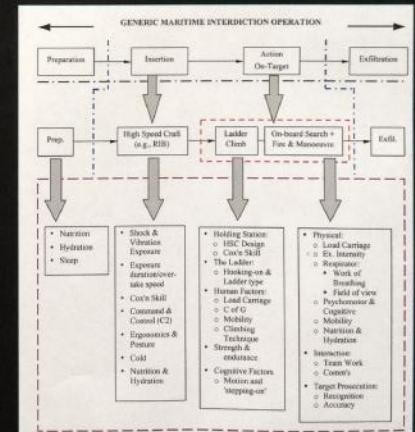 GENERIC MARITIME INTERDICTION OPERATION
Preparation
Insertion
Action
On-Target
Exfiltration
Prep.
High Speed Craft
(e.g., RIB)
Ladder
Climb
On-board Search +
Fire & Manoeuvre
Exfil.
• Nutrition
• Hydration
• Sleep
• Shock &
Vibration
Exposure
• Exposure
duration/over-
take speed
• Cox'n Skill
• Command &
Control (C2)
• Ergonomics &
Posture
• Cold
• Nutrition &
Hydration
• Holding Station:
o HSC Design
o Cox'n Skill
• The Ladder:
o Hooking-on &
Ladder type
• Human Factors:
o Load Carriage
o C of G
o Mobility
o Climbing
Technique
• Strength &
endurance
• Cognitive Factors
o Motion and
'stepping-on'
• Physical:
o Load Carriage
o Ex. Intensity
o Respirator:
• Work of
Breathing
• Field of view
o Psychomotor &
Cognitive
o Mobility
o Nutrition &
Hydration
• Interaction:
o Team Work
o Comm's
• Target Prosecution:
o Recognition
o Accuracy